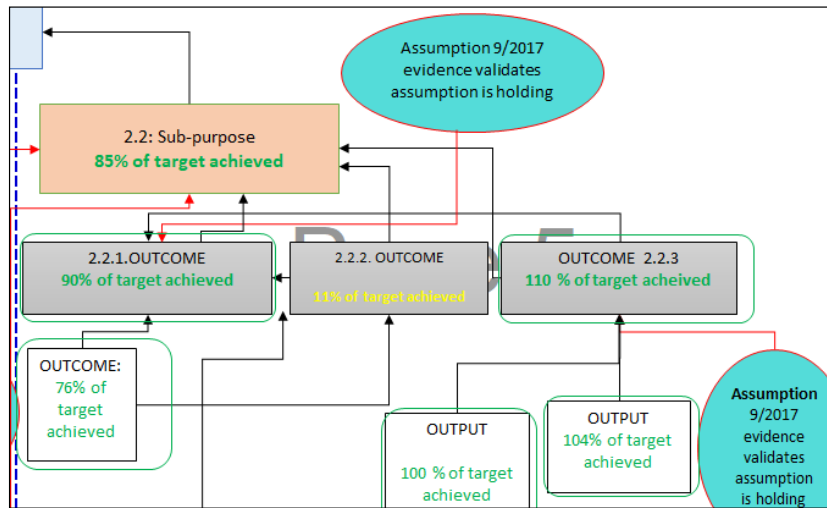 Assumption 9/2017
evidence validates
assumption is holding
2.2: Sub-purpose
85% of target achieved
2.2.1.OUTCOME
90% of target achieved
2.2.2. OUTCOME
11% of target achieved
OUTCOME 2.2.3
110 % of target acheived
OUTCOME:
76% of
target
achieved
OUTPUT
100 % of target
achieved
OUTPUT
104% of target
achieved
Assumption
9/2017
evidence
validates
assumption
is holding